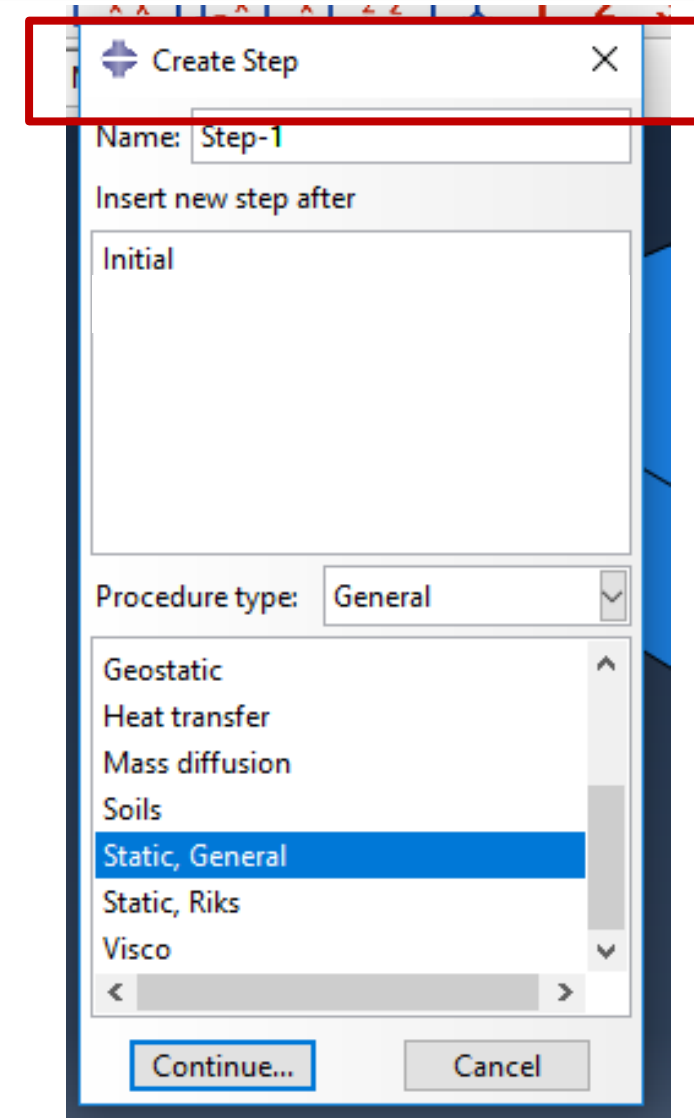 Create Step
Name: Step-1
Insert new step after
Initial
Procedure type: General
Geostatic
Heat transfer
Mass diffusion
Soils
Static, General
Static, Riks
Visco
Continue... Cancel